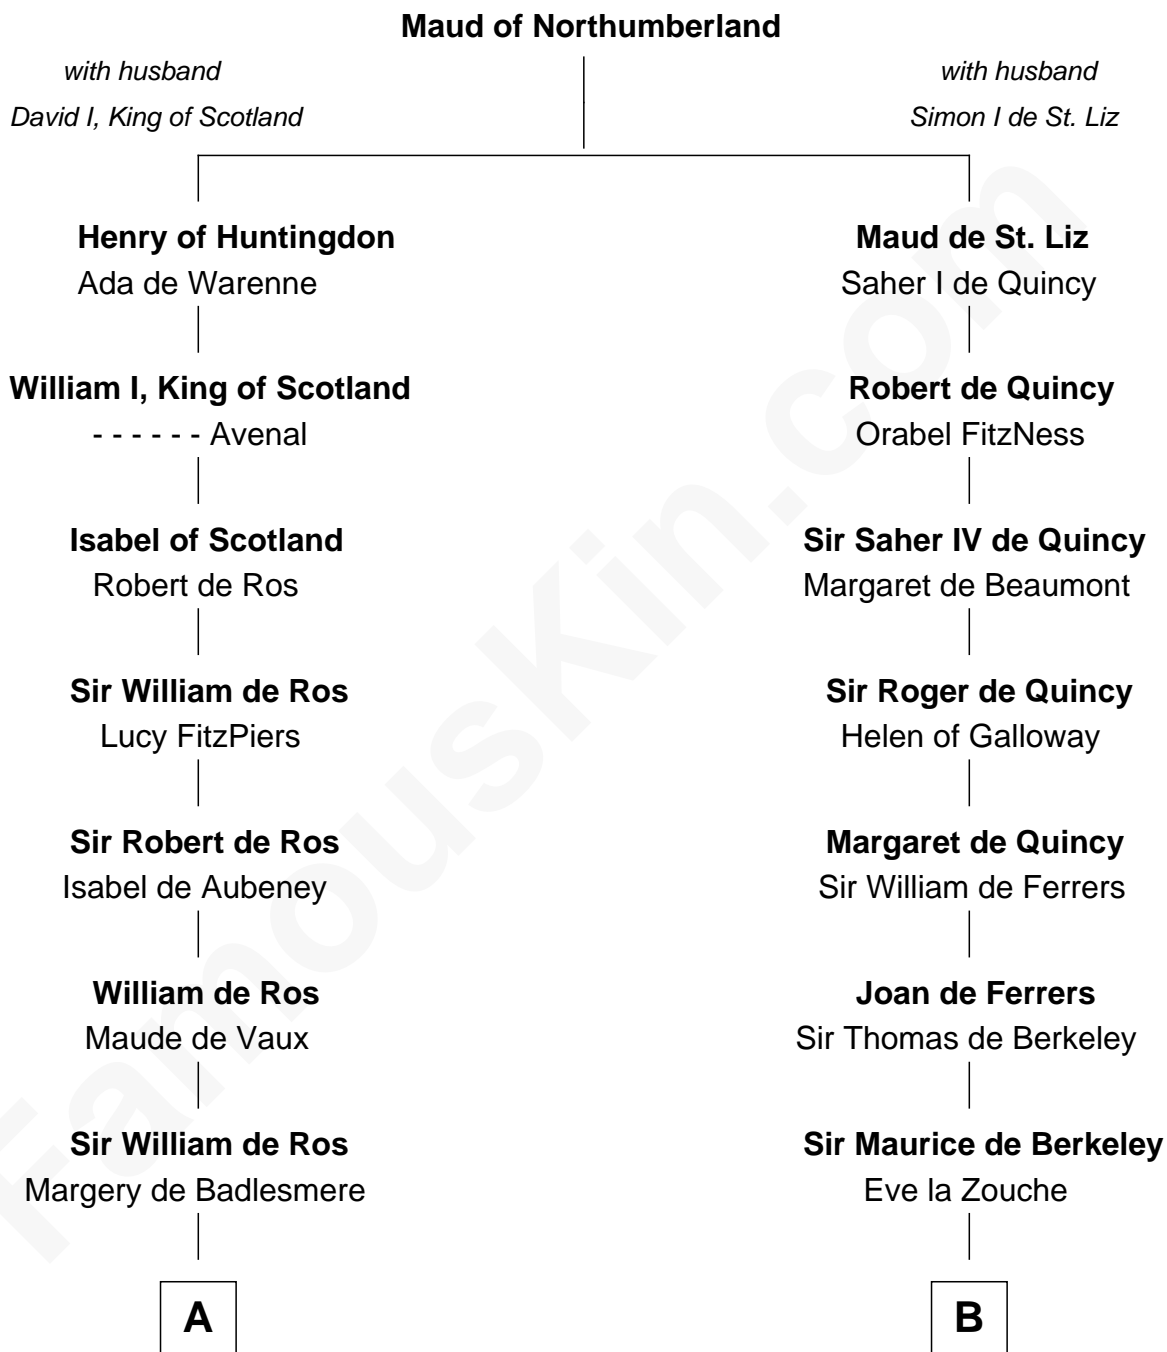 Maud of Northumberland
with husband
David I, King of Scotland
with husband
Simon I de St. Liz
Henry of Huntingdon
Ada de Warenne
Maud de St. Liz
Saher I de Quincy
William I, King of Scotland
- - - - - - Avenal
Robert de Quincy
Orabel FitzNess
Isabel of Scotland
Robert de Ros
Sir Saher IV de Quincy
Margaret de Beaumont
Sir William de Ros
Lucy FitzPiers
Sir Roger de Quincy
Helen of Galloway
Sir Robert de Ros
Isabel de Aubeney
Margaret de Quincy
Sir William de Ferrers
William de Ros
Maude de Vaux
Joan de Ferrers
Sir Thomas de Berkeley
Sir William de Ros
Margery de Badlesmere
Sir Maurice de Berkeley
Eve la Zouche
A
B
FamousKin.com